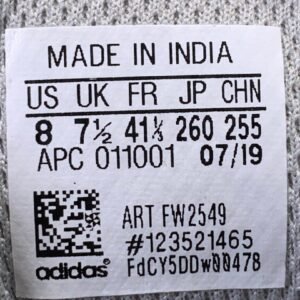 MADE IN INDIA
US UK FR JP CHN
8 7½ 41⅓ 260 255
APC 011001 07/19
ART FW2549
#123521465
adidas FdCY5DDw00478